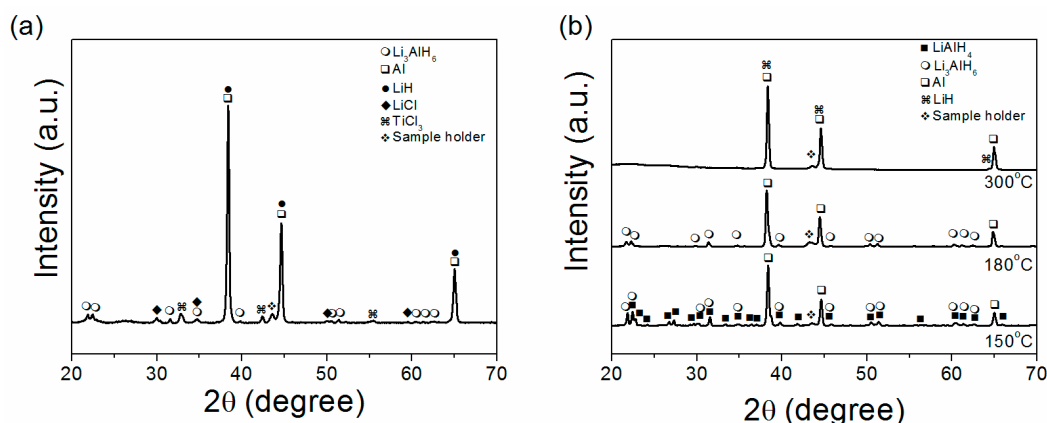 (a)
Intensity (a.u.)
Li₃AlH₆
Al
LiH
LiCl
TiCl₃
Sample holder
20 30 40 50 60 70
2θ (degree)
(b)
Intensity (a.u.)
LiAlH₄
Li₃AlH₆
Al
LiH
Sample holder
300°C
180°C
150°C
20 30 40 50 60 70
2θ (degree)